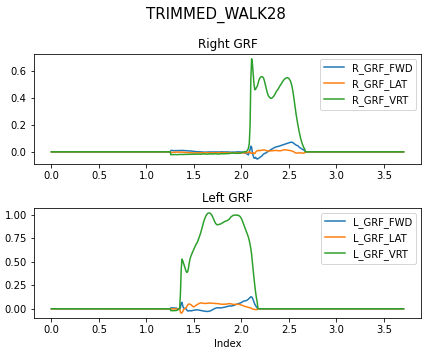 TRIMMED_WALK28
Right GRF
0.6
0.4
0.2
0.0
R_GRF_FWD
R_GRF_LAT
R_GRF_VRT
0.0 0.5 1.0 1.5 2.0 2.5 3.0 3.5
Left GRF
1.00
0.75
0.50
0.25
0.00
L_GRF_FWD
L_GRF_LAT
L_GRF_VRT
0.0 0.5 1.0 1.5 2.0 2.5 3.0 3.5
Index